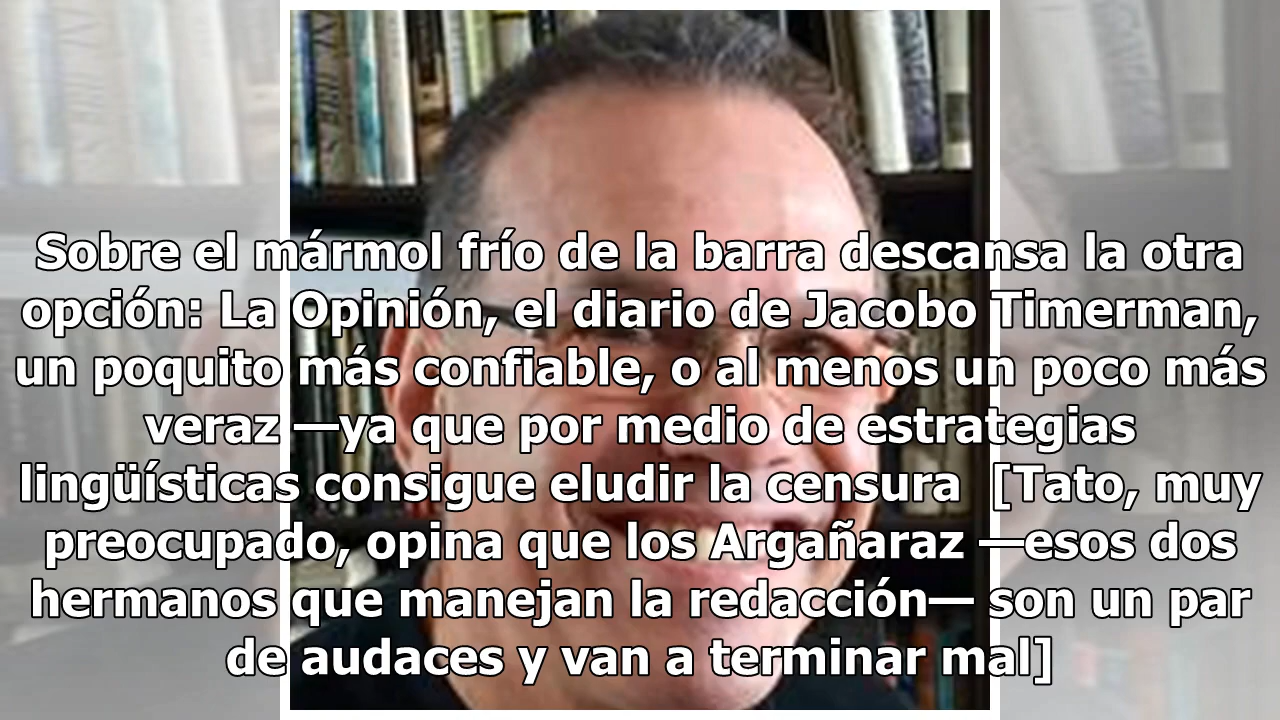 Sobre el mármol frío de la barra descansa la otra
opción: La Opinión, el diario de Jacobo Timerman,
un poquito más confiable, o al menos un poco más
veraz —ya que por medio de estrategias
lingüísticas consigue eludir la censura [Tato, muy
preocupado, opina que los Argañaraz —esos dos
hermanos que manejan la redacción— son un par
de audaces y van a terminar mal]